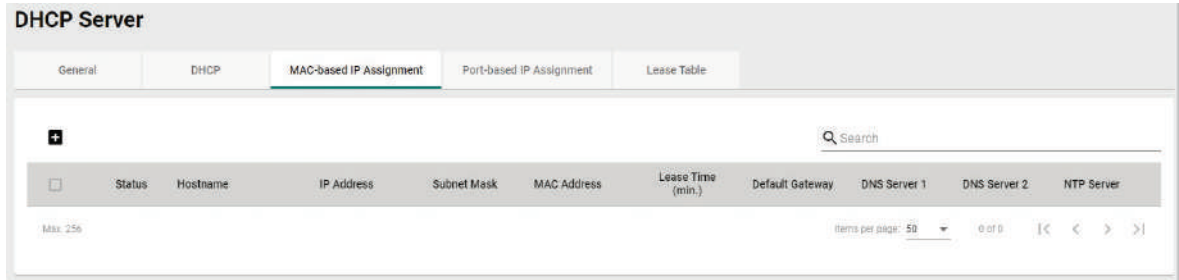 DHCP Server
General DHCP MAC-based IP Assignment Port-based IP Assignment Lease Table
Search
Status Hostname IP Address Subnet Mask MAC Address Lease Time (min.) Default Gateway DNS Server 1 DNS Server 2 NTP Server
Max. 256 Items per page: 50 0 of 0